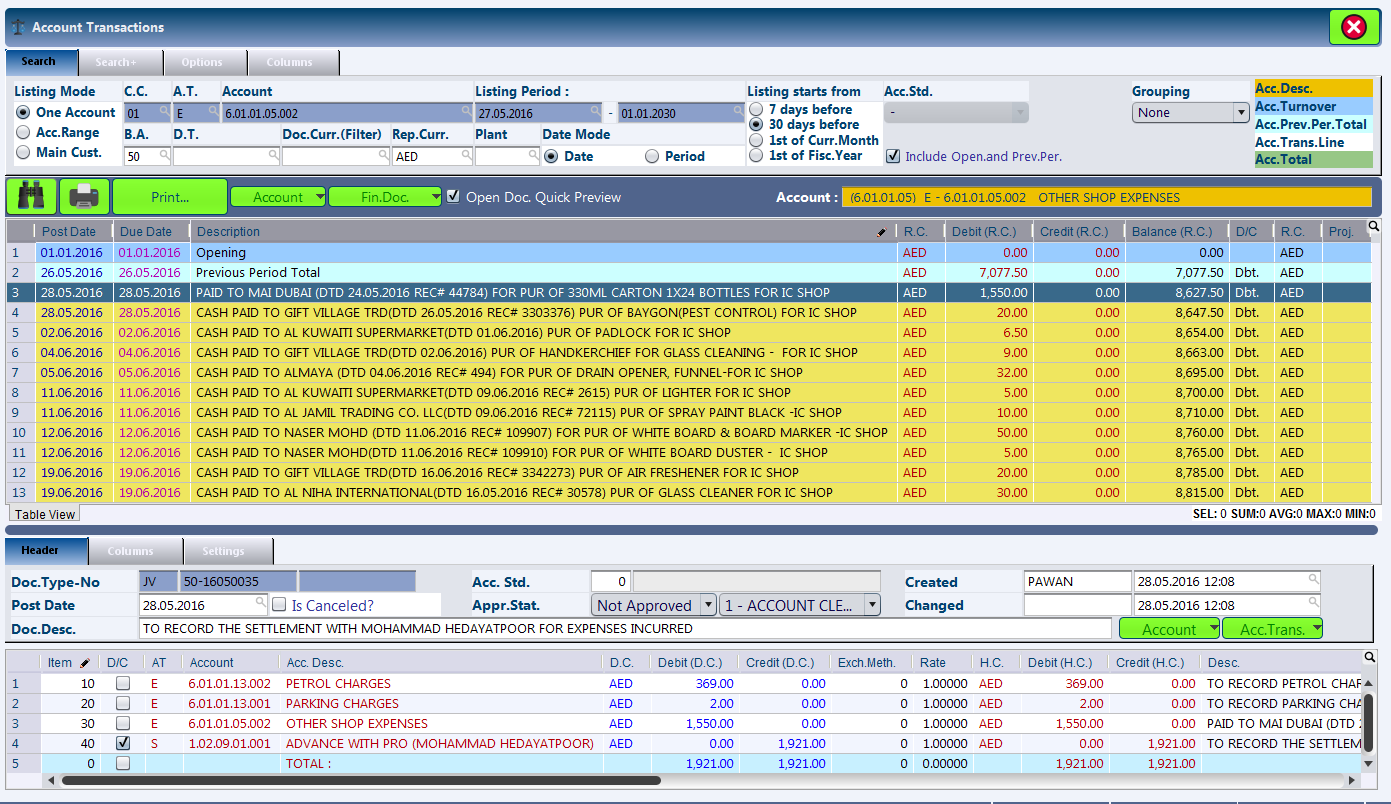 Account Transactions
Search Search+ Options Columns
Listing Mode C.C. A.T. Account Listing Period : Listing starts from Acc.Std. Grouping Acc.Desc.
One Account 01 E 6.01.01.05.002 27.05.2016 - 01.01.2030 7 days before - None Acc.Turnover
Acc.Range B.A. D.T. Doc.Curr.(Filter) Rep.Curr. Plant Date Mode 30 days before Acc.Prev.Per.Total
1st of Curr.Month Acc.Trans.Line
Main Cust. 50 AED Date Period 1st of Fisc.Year Include Open.and Prev.Per. Acc.Total
Print... Account Fin.Doc. Open Doc. Quick Preview Account : (6.01.01.05) E - 6.01.01.05.002 OTHER SHOP EXPENSES
Post Date Due Date Description R.C. Debit (R.C.) Credit (R.C.) Balance (R.C.) D/C R.C. Proj.
1 01.01.2016 01.01.2016 Opening AED 0.00 0.00 0.00 AED
2 26.05.2016 26.05.2016 Previous Period Total AED 7,077.50 0.00 7,077.50 Dbt. AED
3 28.05.2016 28.05.2016 PAID TO MAI DUBAI (DTD 24.05.2016 REC# 44784) FOR PUR OF 330ML CARTON 1X24 BOTTLES FOR IC SHOP AED 1,550.00 0.00 8,627.50 Dbt. AED
4 28.05.2016 28.05.2016 CASH PAID TO GIFT VILLAGE TRD(DTD 26.05.2016 REC# 3303376) PUR OF BAYGON(PEST CONTROL) FOR IC SHOP AED 20.00 0.00 8,647.50 Dbt. AED
5 02.06.2016 02.06.2016 CASH PAID TO AL KUWAITI SUPERMARKET(DTD 01.06.2016) PUR OF PADLOCK FOR IC SHOP AED 6.50 0.00 8,654.00 Dbt. AED
6 04.06.2016 04.06.2016 CASH PAID TO GIFT VILLAGE TRD(DTD 02.06.2016) PUR OF HANDKERCHIEF FOR GLASS CLEANING - FOR IC SHOP AED 9.00 0.00 8,663.00 Dbt. AED
7 05.06.2016 05.06.2016 CASH PAID TO ALMAYA (DTD 04.06.2016 REC# 494) FOR PUR OF DRAIN OPENER, FUNNEL-FOR IC SHOP AED 32.00 0.00 8,695.00 Dbt. AED
8 11.06.2016 11.06.2016 CASH PAID TO AL KUWAITI SUPERMARKET(DTD 09.06.2016 REC# 2615) PUR OF LIGHTER FOR IC SHOP AED 5.00 0.00 8,700.00 Dbt. AED
9 11.06.2016 11.06.2016 CASH PAID TO AL JAMIL TRADING CO. LLC(DTD 09.06.2016 REC# 72115) PUR OF SPRAY PAINT BLACK -IC SHOP AED 10.00 0.00 8,710.00 Dbt. AED
10 12.06.2016 12.06.2016 CASH PAID TO NASER MOHD (DTD 11.06.2016 REC# 109907) FOR PUR OF WHITE BOARD & BOARD MARKER -IC SHOP AED 50.00 0.00 8,760.00 Dbt. AED
11 12.06.2016 12.06.2016 CASH PAID TO NASER MOHD(DTD 11.06.2016 REC# 109910) FOR PUR OF WHITE BOARD DUSTER - IC SHOP AED 5.00 0.00 8,765.00 Dbt. AED
12 19.06.2016 19.06.2016 CASH PAID TO GIFT VILLAGE TRD(DTD 16.06.2016 REC# 3342273) PUR OF AIR FRESHENER FOR IC SHOP AED 20.00 0.00 8,785.00 Dbt. AED
13 19.06.2016 19.06.2016 CASH PAID TO AL NIHA INTERNATIONAL(DTD 16.05.2016 REC# 30578) PUR OF GLASS CLEANER FOR IC SHOP AED 30.00 0.00 8,815.00 Dbt. AED
Table View SEL: 0 SUM:0 AVG:0 MAX:0 MIN:0
Header Columns Settings
Doc.Type-No JV 50-16050035 Acc. Std. 0 Created PAWAN 28.05.2016 12:08
Post Date 28.05.2016 Is Canceled? Appr.Stat. Not Approved 1 - ACCOUNT CLE... Changed 28.05.2016 12:08
Doc.Desc. TO RECORD THE SETTLEMENT WITH MOHAMMAD HEDAYATPOOR FOR EXPENSES INCURRED Account Acc.Trans.
Item D/C AT Account Acc. Desc. D.C. Debit (D.C.) Credit (D.C.) Exch.Meth. Rate H.C. Debit (H.C.) Credit (H.C.) Desc.
1 10 E 6.01.01.13.002 PETROL CHARGES AED 369.00 0.00 0 1.00000 AED 369.00 0.00 TO RECORD PETROL CHAR
2 20 E 6.01.01.13.001 PARKING CHARGES AED 2.00 0.00 0 1.00000 AED 2.00 0.00 TO RECORD PARKING CHA
3 30 E 6.01.01.05.002 OTHER SHOP EXPENSES AED 1,550.00 0.00 0 1.00000 AED 1,550.00 0.00 PAID TO MAI DUBAI (DTD 2
4 40 S 1.02.09.01.001 ADVANCE WITH PRO (MOHAMMAD HEDAYATPOOR) AED 0.00 1,921.00 0 1.00000 AED 0.00 1,921.00 TO RECORD THE SETTLEM
5 0 TOTAL : 1,921.00 1,921.00 0 0.00000 1,921.00 1,921.00